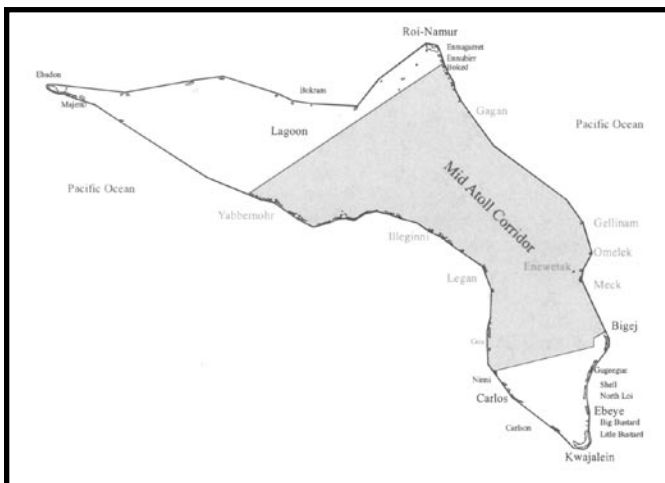 Roi-Namur
Ennugarret
Ennubirr
Boked
Ebadon
Majetto
Bokram
Gagan
Lagoon
Pacific Ocean
Mid Atoll Corridor
Pacific Ocean
Yabbernohr
Gellinam
Illeginni
Omelek
Enewetak
Legan
Meck
Bigej
Gugeegue
Ninni
Shell
North Loi
Carlos
Ebeye
Big Bustard
Carlson
Little Bustard
Kwajalein